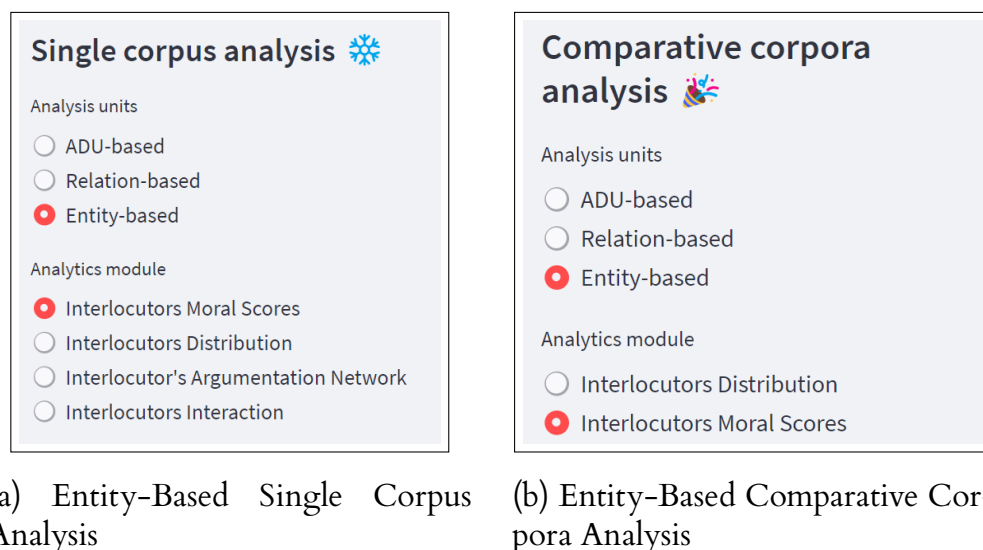 Single corpus analysis
Analysis units
ADU-based
Relation-based
Entity-based
Analytics module
Interlocutors Moral Scores
Interlocutors Distribution
Interlocutor's Argumentation Network
Interlocutors Interaction
a) Entity-Based Single Corpus
Analysis
Comparative corpora
analysis
Analysis units
ADU-based
Relation-based
Entity-based
Analytics module
Interlocutors Distribution
Interlocutors Moral Scores
(b) Entity-Based Comparative Cor-
pora Analysis